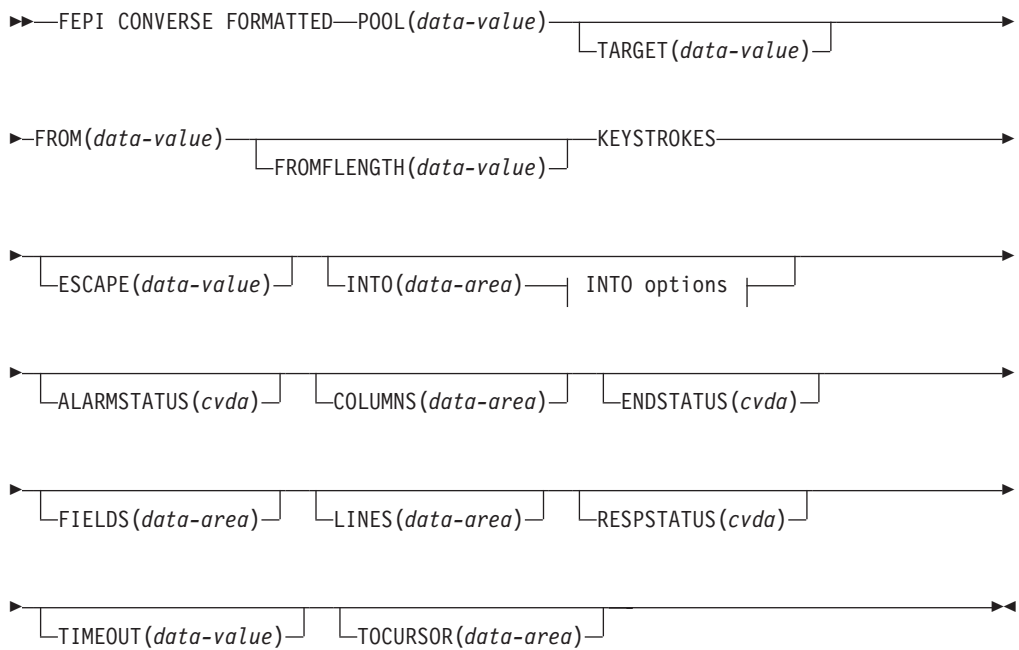 FEPI CONVERSE FORMATTED POOL(data-value)
TARGET(data-value)
FROM(data-value) KEYSTROKES
FROMFLENGTH(data-value)
ESCAPE(data-value) INTO(data-area) INTO options
ALARMSTATUS(cvda) COLUMNS(data-area) ENDSTATUS(cvda)
FIELDS(data-area) LINES(data-area) RESPSTATUS(cvda)
TIMEOUT(data-value) TOCURSOR(data-area)